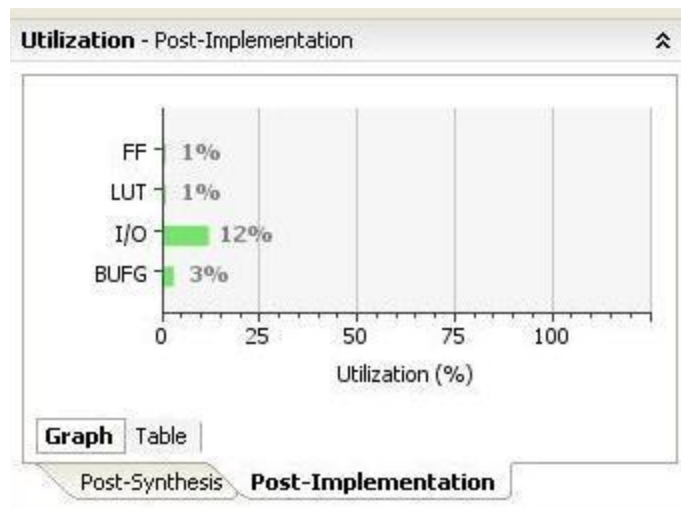 Utilization - Post-Implementation
FF 1%
LUT 1%
I/O 12%
BUFG 3%
0 25 50 75 100
Utilization (%)
Graph Table
Post-Synthesis Post-Implementation